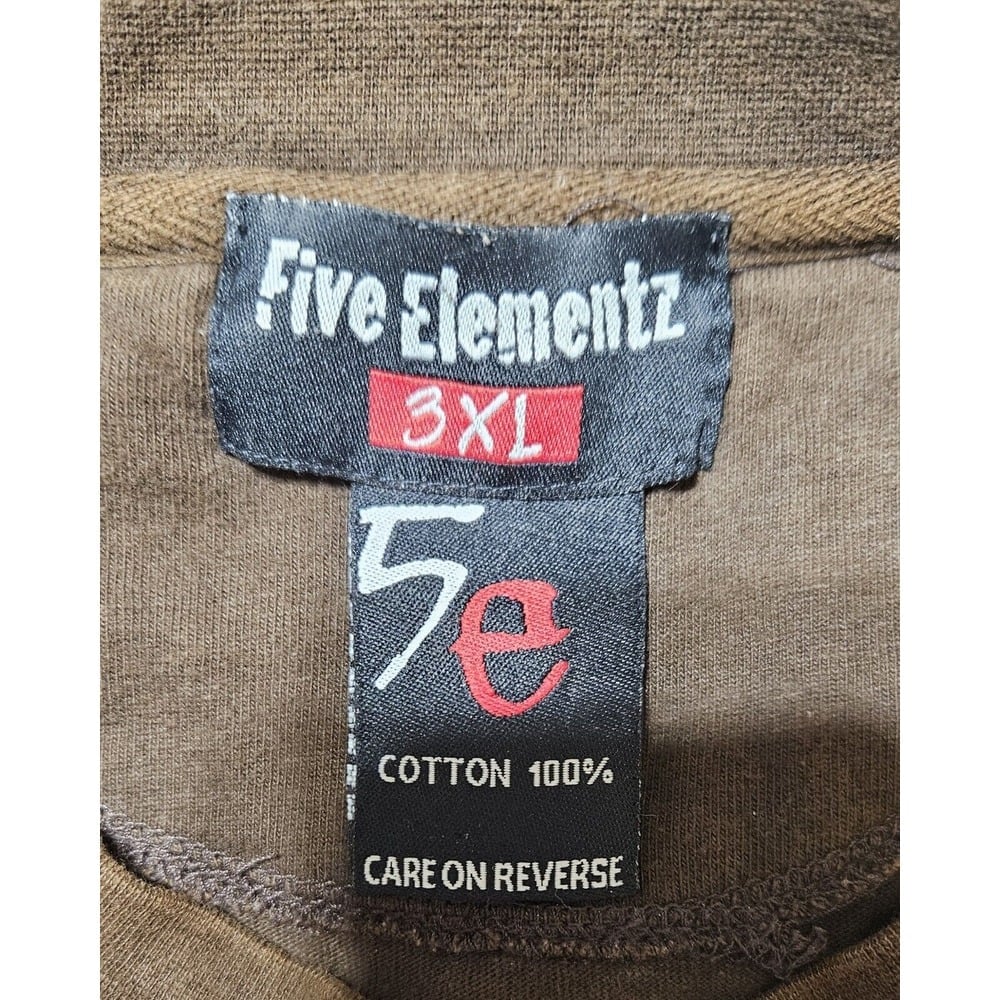 Five Elementz
3XL
5e
COTTON 100%
CARE ON REVERSE